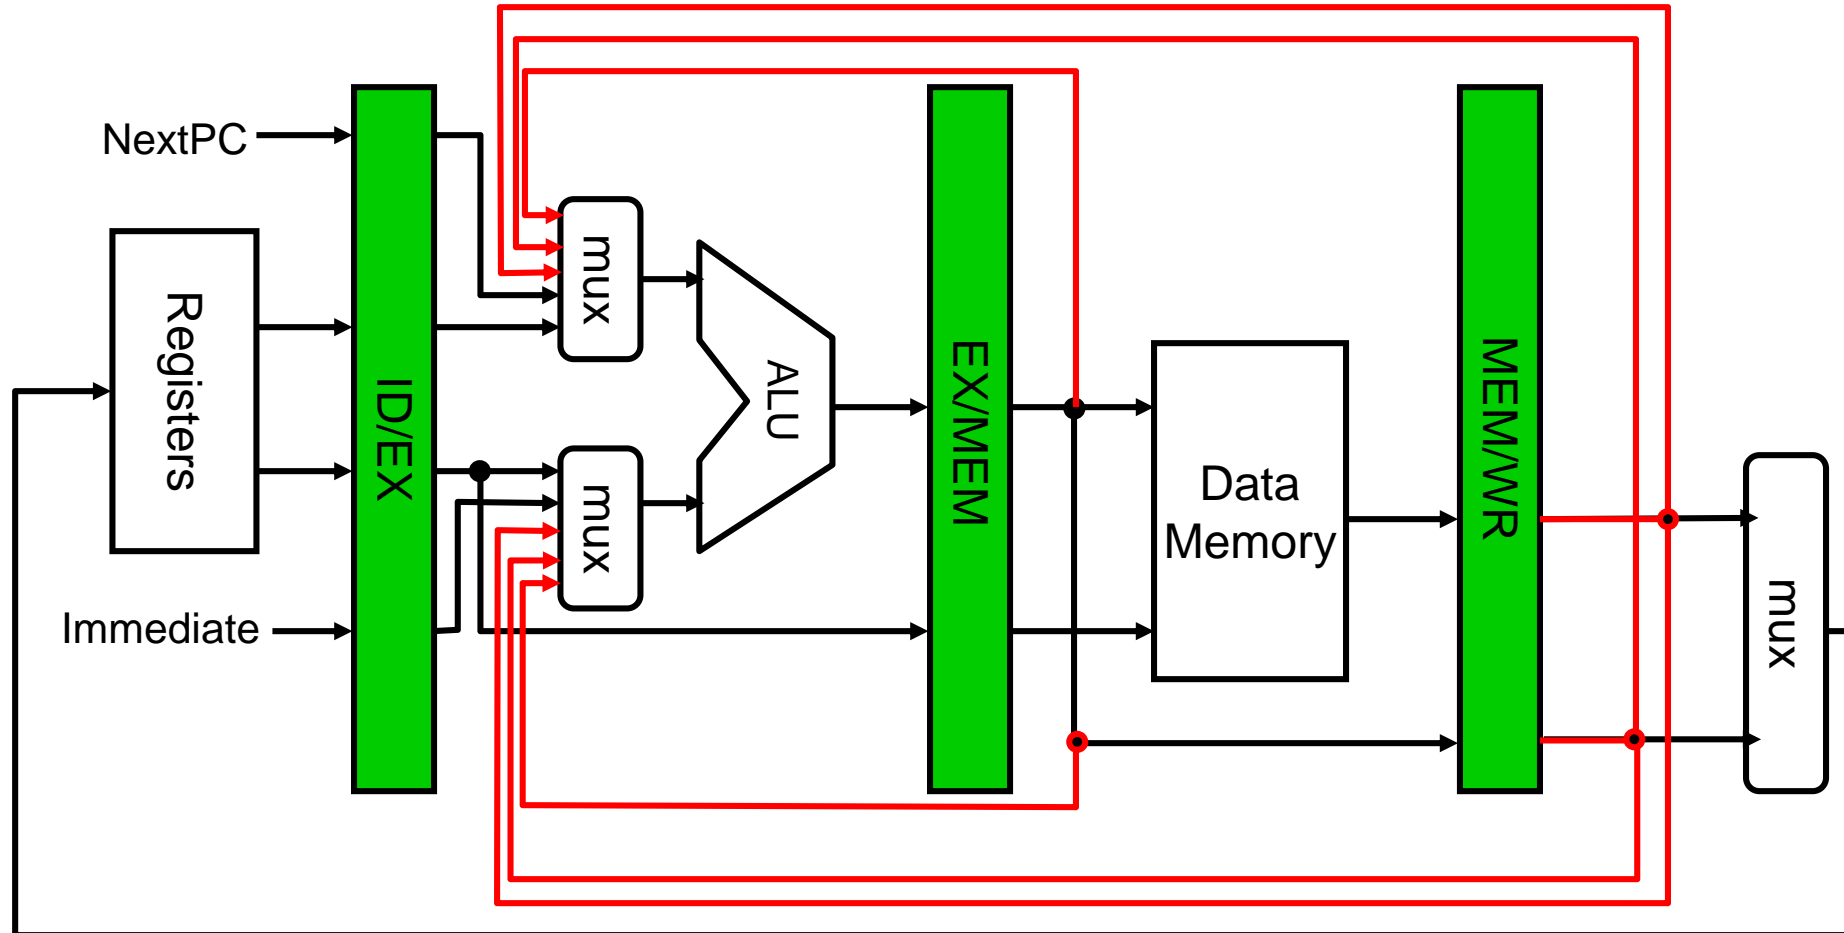 NextPC
Registers
Immediate
ID/EX
mux
mux
ALU
EX/MEM
Data
Memory
MEM/WR
mux